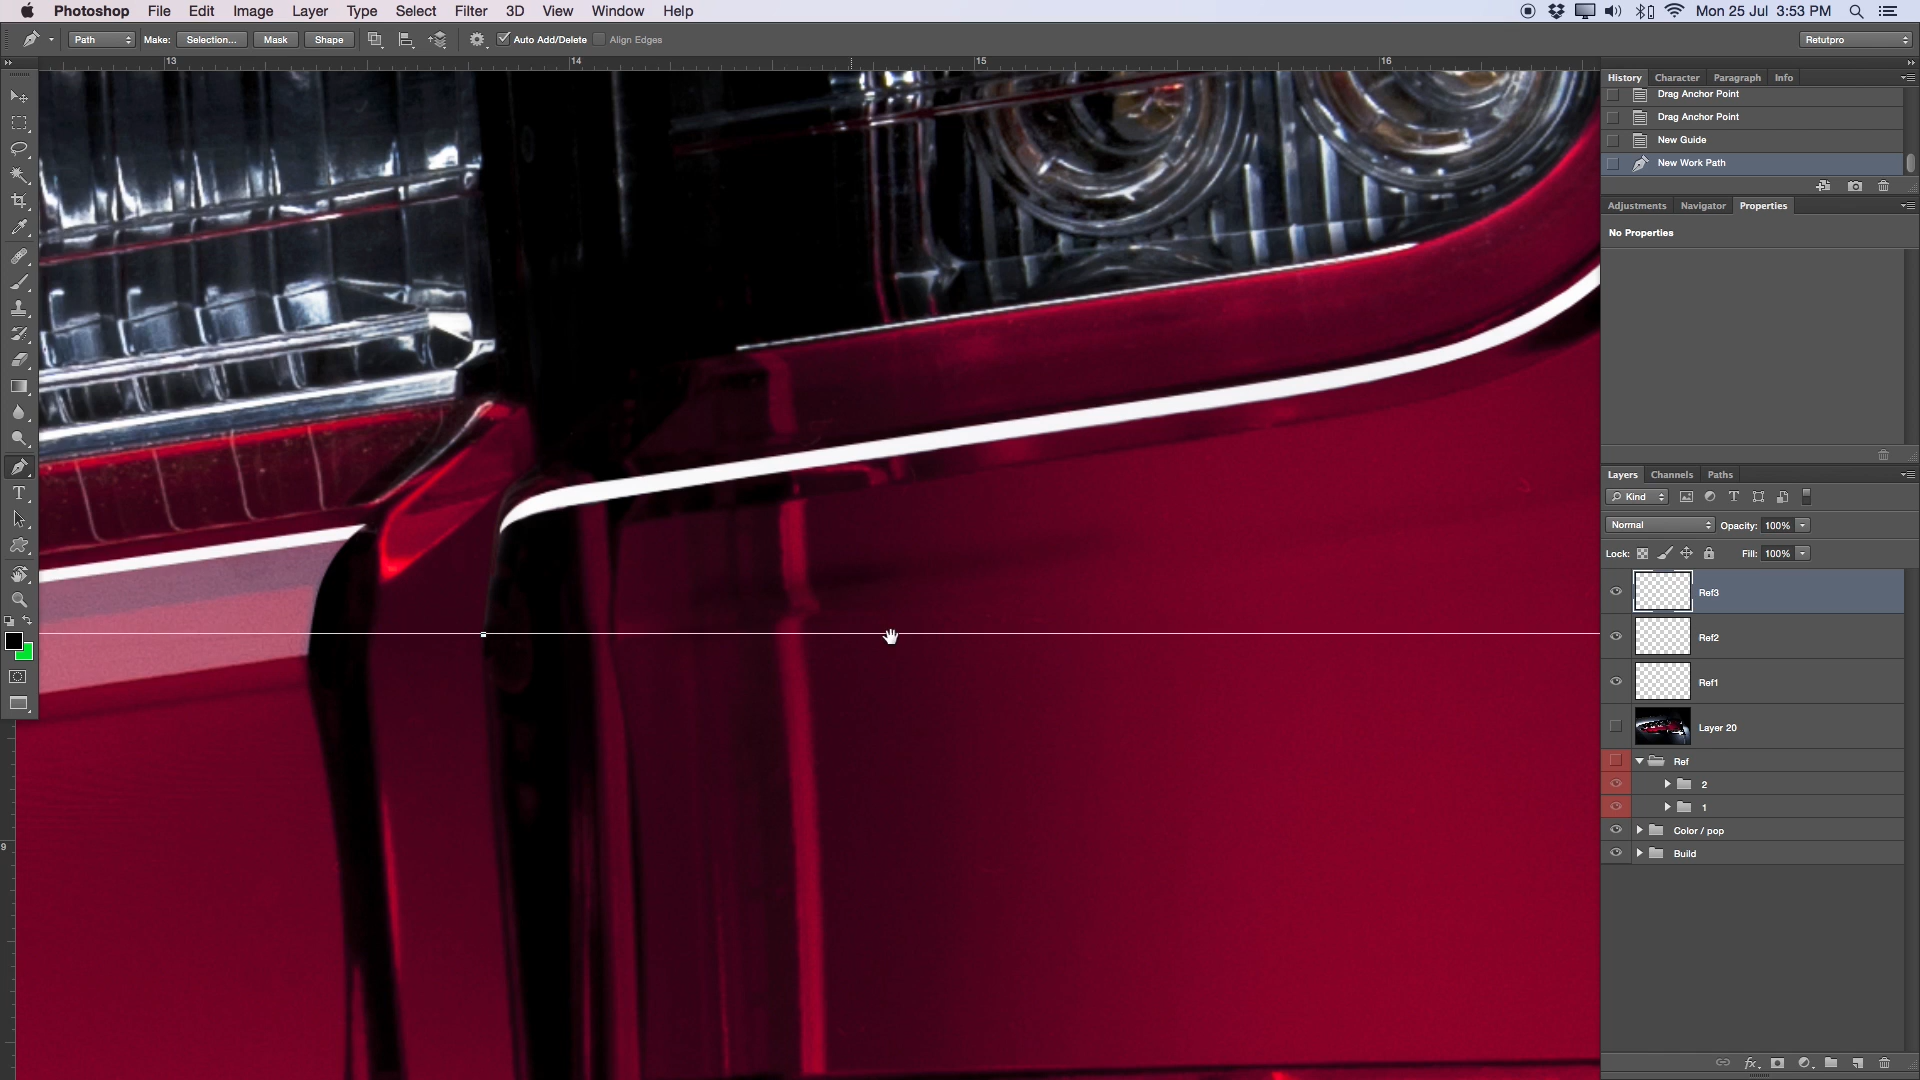 Photoshop File Edit Image Layer Type Select Filter 3D View Window Help Mon 25 Jul 3:53 PM
Path Make: Selection... Mask Shape Auto Add/Delete Align Edges Retutpro
13 14 15 16
History Character Paragraph Info
Drag Anchor Point
Drag Anchor Point
New Guide
New Work Path
Adjustments Navigator Properties
No Properties
Layers Channels Paths
Kind
Normal Opacity: 100%
Lock: Fill: 100%
Ref3
Ref2
Ref1
Layer 20
Ref
2
1
Color / pop
Build
9